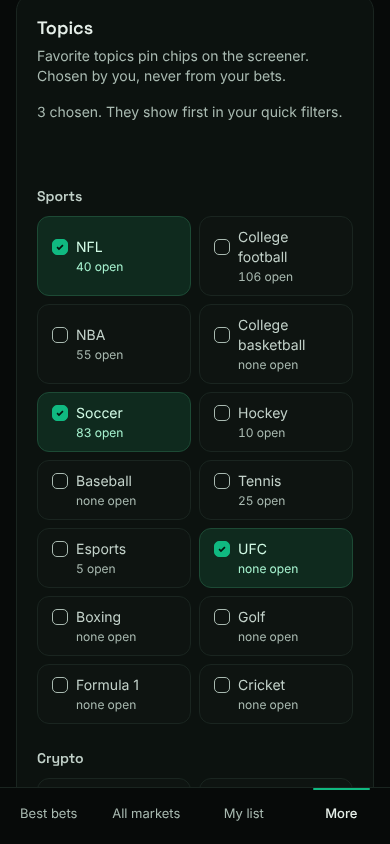 Topics
Favorite topics pin chips on the screener.
Chosen by you, never from your bets.
3 chosen. They show first in your quick filters.
Sports
NFL
40 open
College
football
106 open
NBA
55 open
College
basketball
none open
Soccer
83 open
Hockey
10 open
Baseball
none open
Tennis
25 open
Esports
5 open
UFC
none open
Boxing
none open
Golf
none open
Formula 1
none open
Cricket
none open
Crypto
Best bets
All markets
My list
More